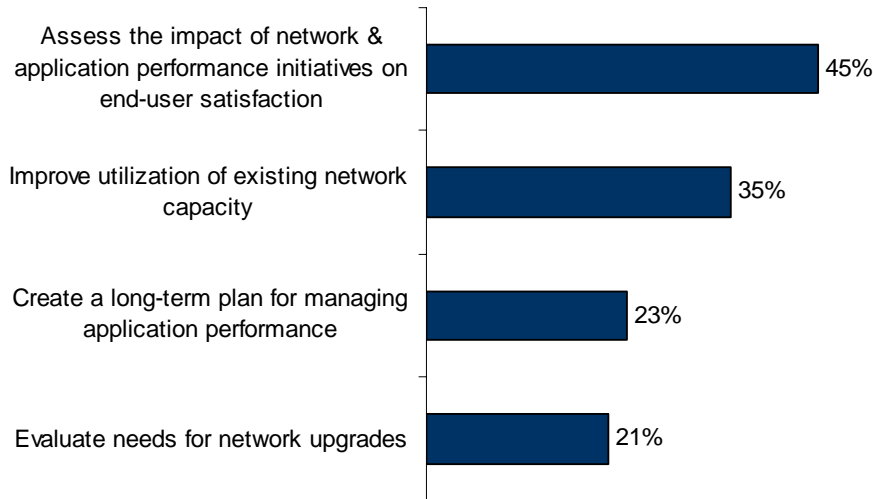 Assess the impact of network &
application performance initiatives on
end-user satisfaction
45%
Improve utilization of existing network
capacity
35%
Create a long-term plan for managing
application performance
23%
Evaluate needs for network upgrades
21%